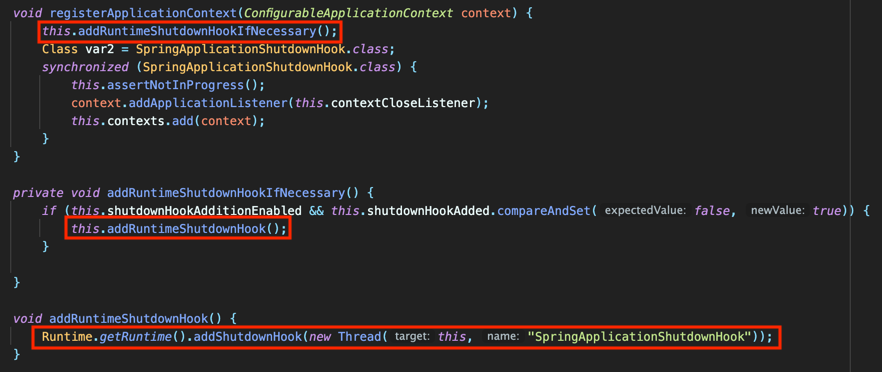 void registerApplicationContext(ConfigurableApplicationContext context) {
this.addRuntimeShutdownHookIfNecessary();
Class var2 = SpringApplicationShutdownHook.class;
synchronized (SpringApplicationShutdownHook.class) {
this.assertNotInProgress();
context.addApplicationListener(this.contextCloseListener);
this.contexts.add(context);
}
}
private void addRuntimeShutdownHookIfNecessary() {
if (this.shutdownHookAdditionEnabled && this.shutdownHookAdded.compareAndSet( expectedValue: false, newValue: true)) {
this.addRuntimeShutdownHook();
}
}
void addRuntimeShutdownHook() {
Runtime.getRuntime().addShutdownHook(new Thread( target: this, name: "SpringApplicationShutdownHook"));
}